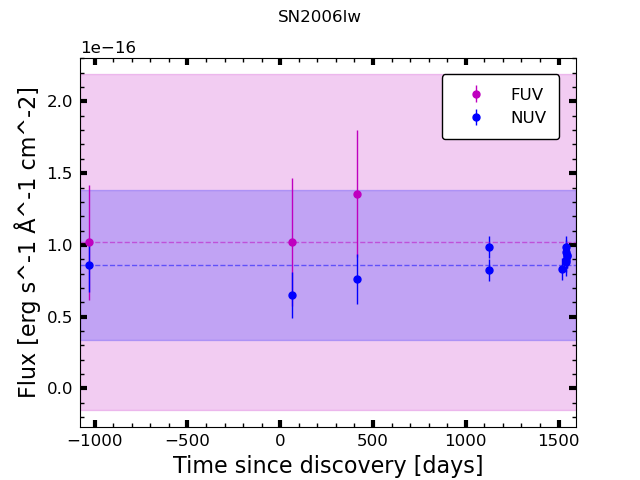 SN2006lw
1e−16
FUV
NUV
2.0
1.5
1.0
0.5
0.0
Flux [erg s^-1 Å^-1 cm^-2]
−1000
−500
0
500
1000
1500
Time since discovery [days]